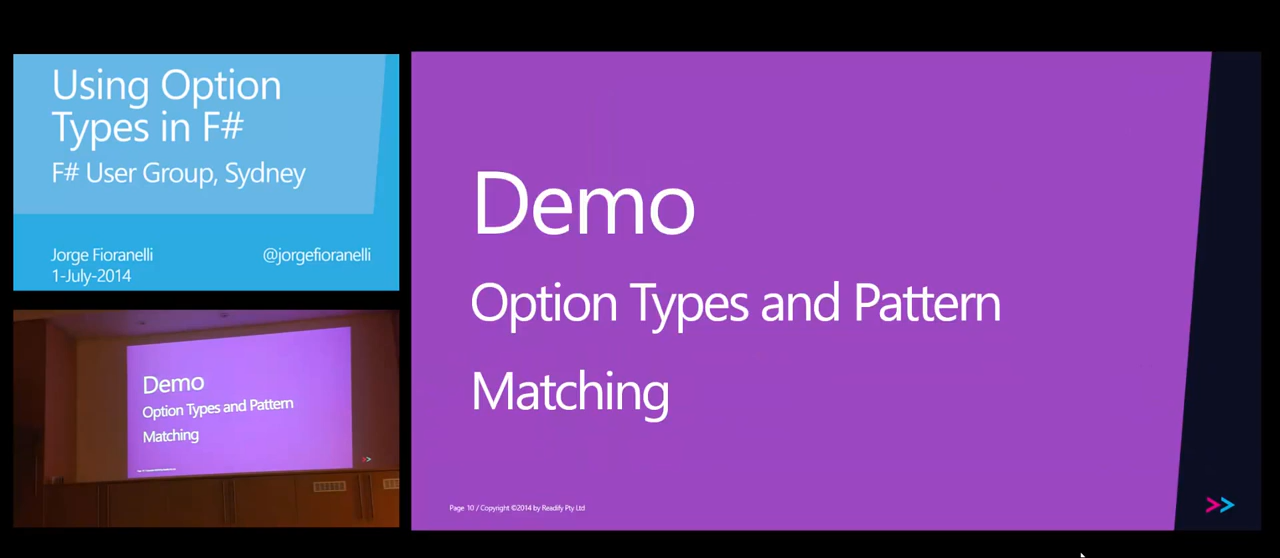 Using Option
Types in F#
F# User Group, Sydney
Jorge Fioranelli
@jorgefioranelli
1-July-2014
Demo
Option Types and Pattern
Matching
Demo
Option Types and Pattern
Matching
Page 10 / Copyright ©2014 by Readify Pty Ltd